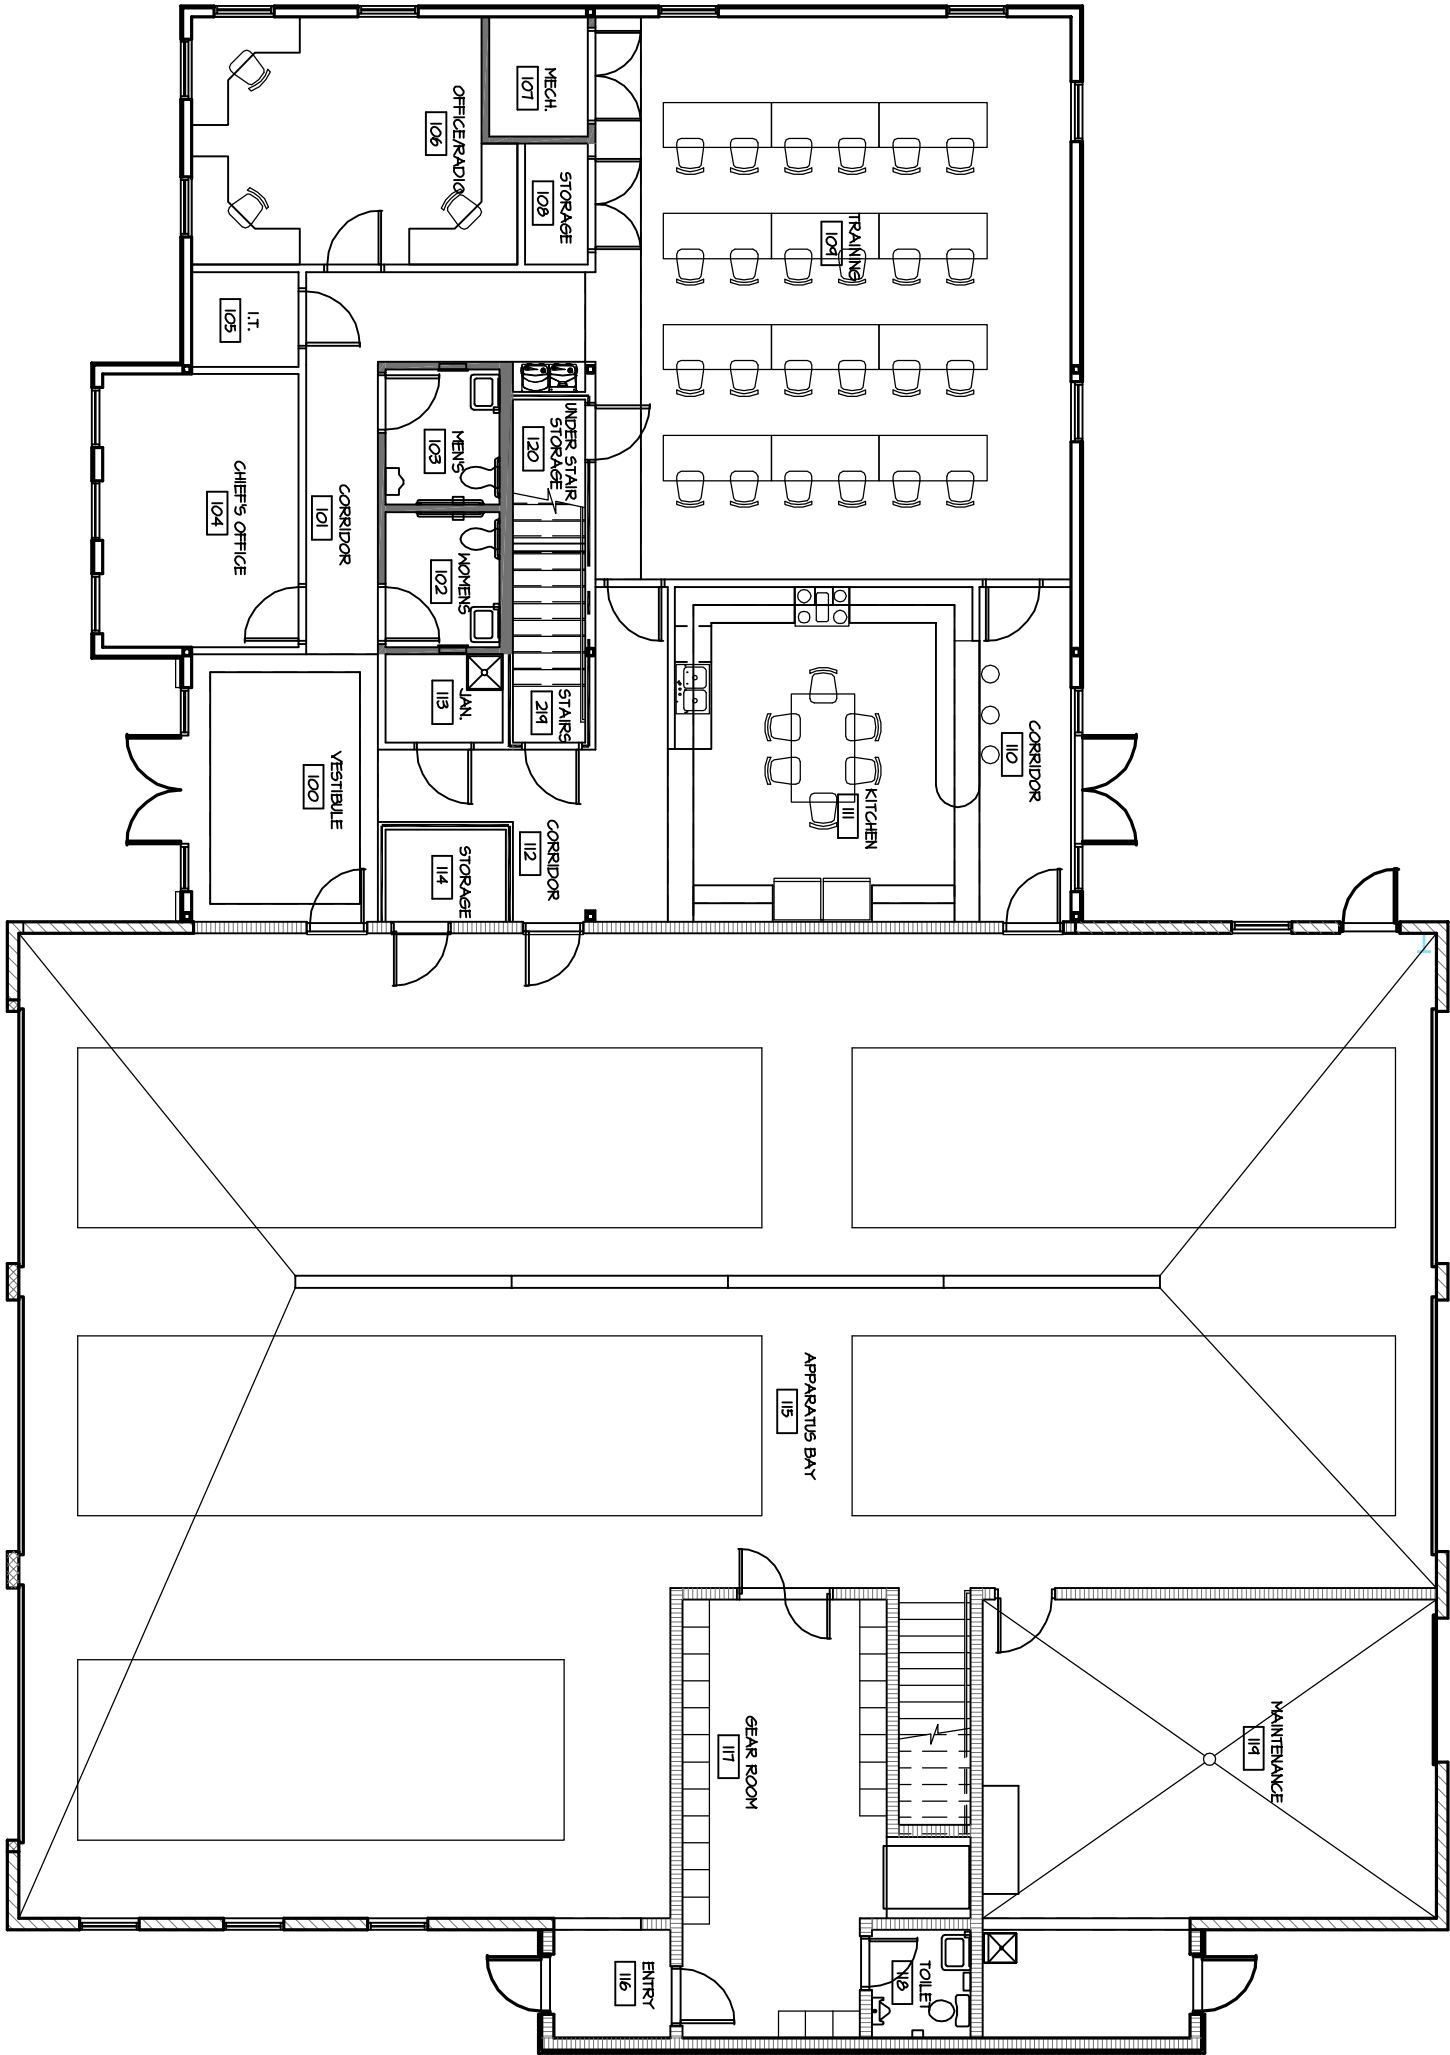 MECH.
107
OFFICE/RADIO
106
STORAGE
108
TRAINING
109
I.T.
105
UNDER STAIR
STORAGE
120
MEN'S
103
CHIEF'S OFFICE
104
CORRIDOR
101
WOMENS
102
JAN.
113
STAIRS
219
CORRIDOR
110
VESTIBULE
100
KITCHEN
111
CORRIDOR
112
STORAGE
114
APPARATUS BAY
115
GEAR ROOM
117
MAINTENANCE
119
ENTRY
116
TOILET
118